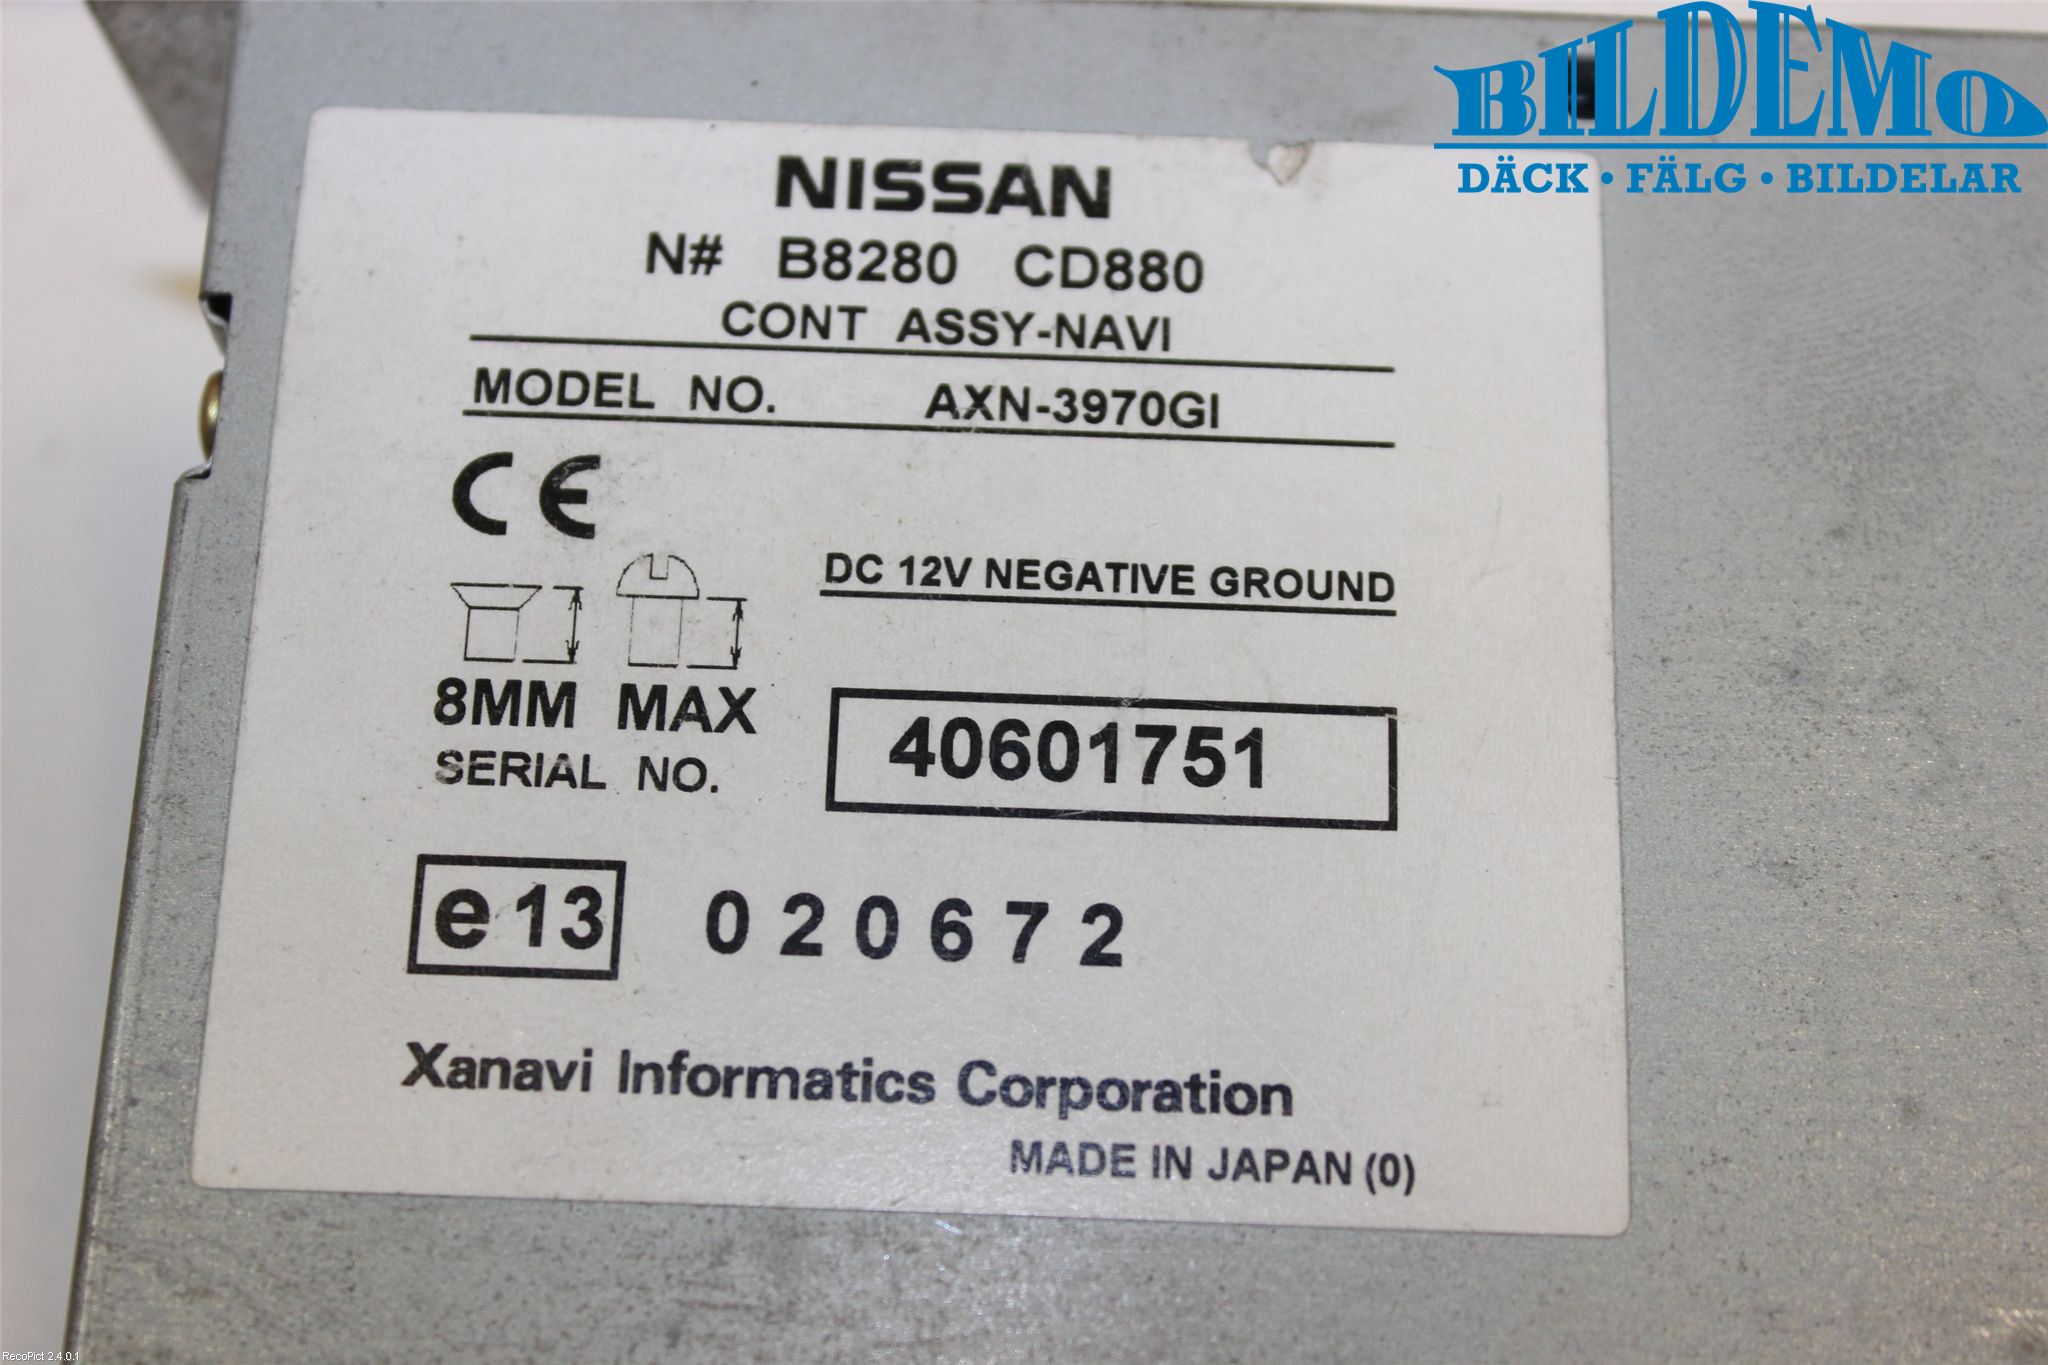 BILDEMO
DÄCK • FÄLG • BILDELAR
NISSAN
N# B8280 CD880
CONT ASSY-NAVI
MODEL NO. AXN-3970GI
CE
DC 12V NEGATIVE GROUND
8MM MAX
SERIAL NO. 40601751
e13 020672
Xanavi Informatics Corporation
MADE IN JAPAN (0)
RecoPict 2.4.0.1